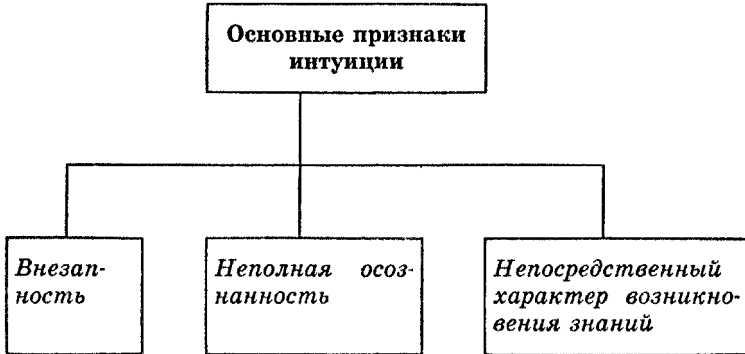 Основные признаки
интуиции
Внезап-
ность
Неполная осоз-
нанность
Непосредственный
характер возникно-
вения знаний